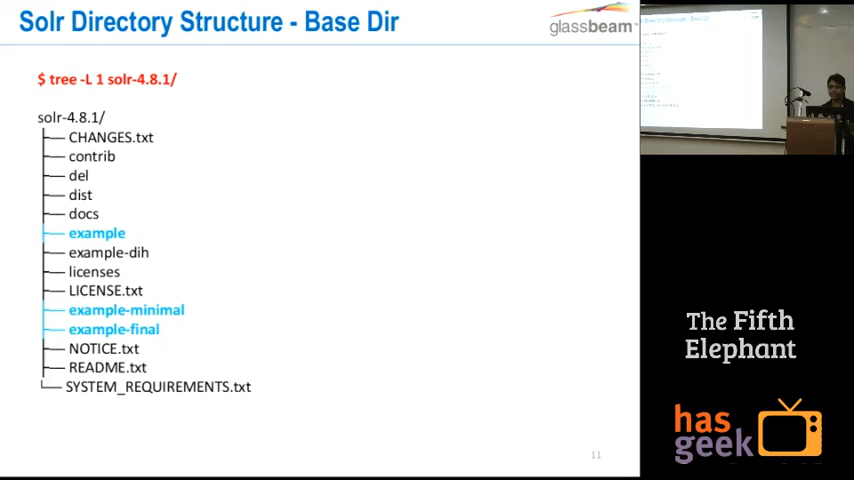 Solr Directory Structure - Base Dir
glassbeam
$ tree -L 1 solr-4.8.1/
solr-4.8.1/
CHANGES.txt
contrib
del
dist
docs
example
example-dih
licenses
LICENSE.txt
example-minimal
example-final
NOTICE.txt
README.txt
SYSTEM_REQUIREMENTS.txt
11
The Fifth
Elephant
has
geek